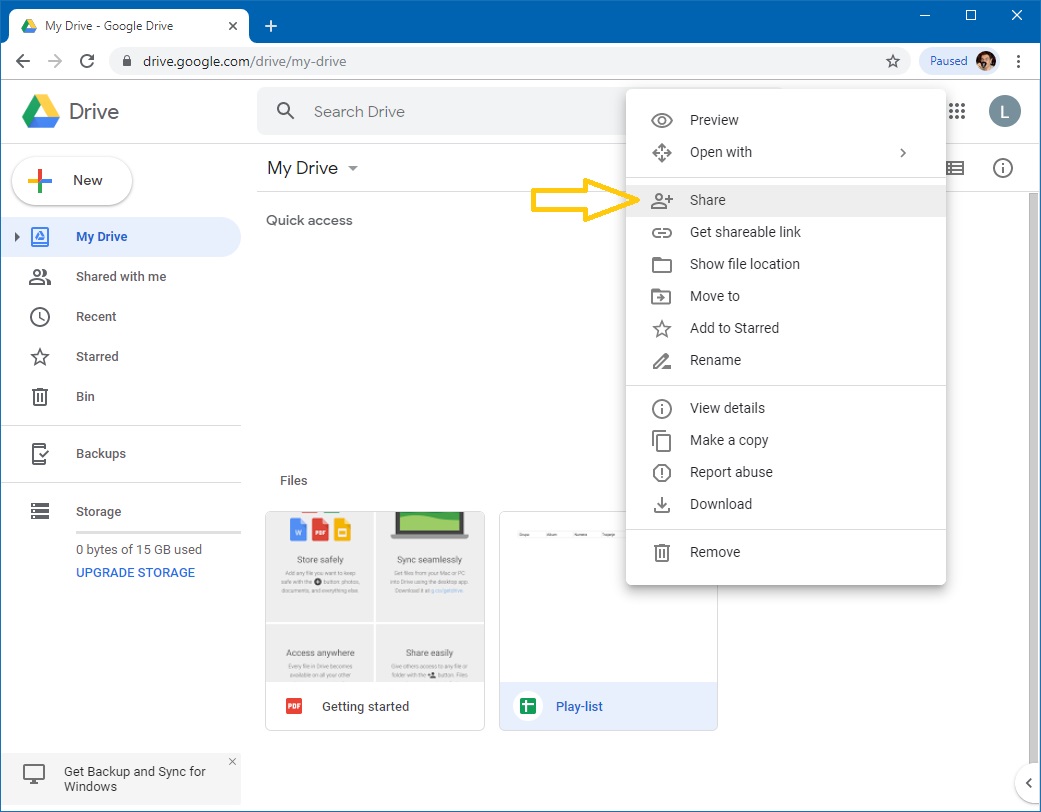 My Drive - Google Drive
drive.google.com/drive/my-drive
Paused
Drive
Search Drive
L
New
My Drive
My Drive
Shared with me
Recent
Starred
Bin
Backups
Storage
0 bytes of 15 GB used
UPGRADE STORAGE
Get Backup and Sync for
Windows
Quick access
Files
W
PDF
Store safely
Add any file you want to keep
safe with the button: photos,
documents, and everything else
Sync seamlessly
Get files from your Mac or PC
into Drive using the desktop app.
Download it at g.co/getdrive.
Access anywhere
Every file in Drive becomes
available on all your other
Share easily
Give others access to any file or
folder with the button. Files
PDF
Getting started
Grupa Album Numero
Play-list
Preview
Open with
Share
Get shareable link
Show file location
Move to
Add to Starred
Rename
View details
Make a copy
Report abuse
Download
Remove